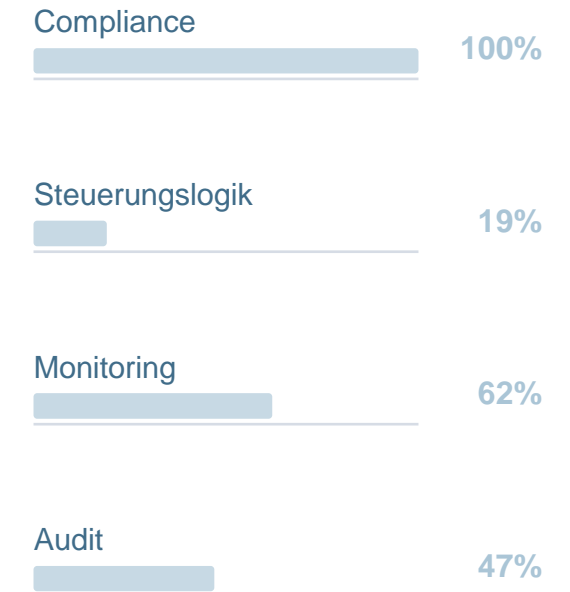 Compliance
100%
Steuerungslogik
19%
Monitoring
62%
Audit
47%